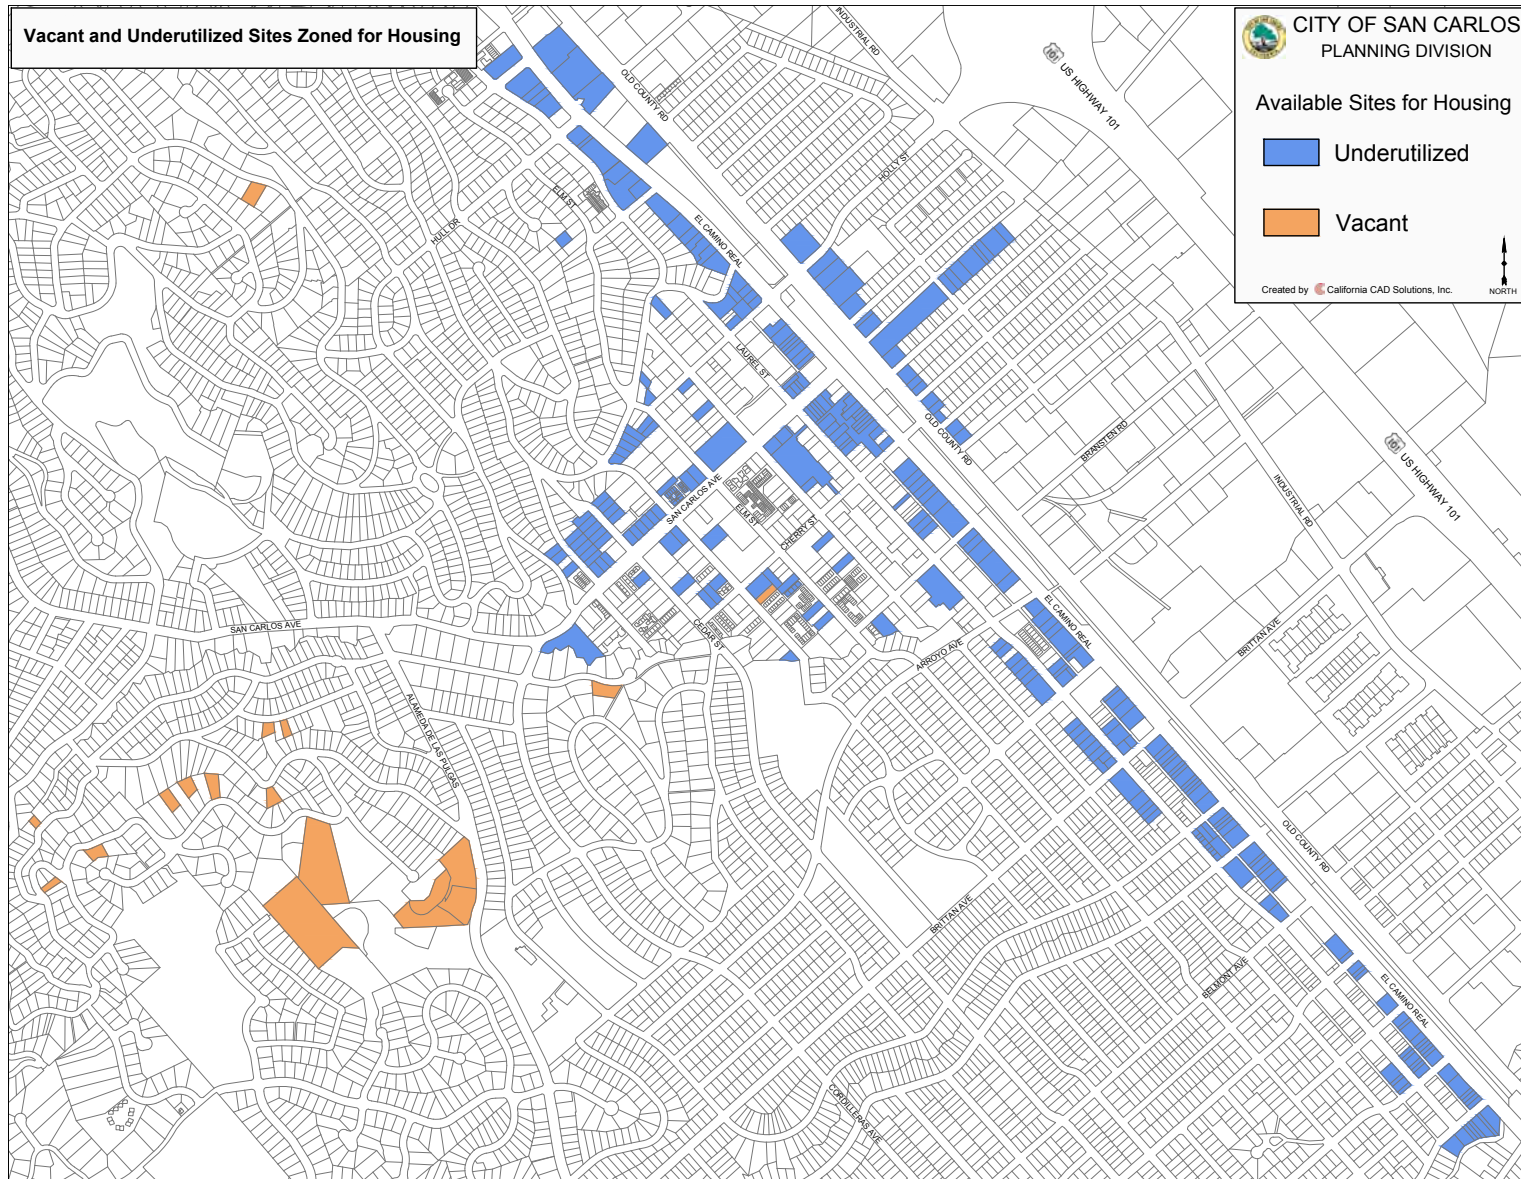 Vacant and Underutilized Sites Zoned for Housing
CITY OF SAN CARLOS
PLANNING DIVISION
Available Sites for Housing
Underutilized
Vacant
Created by California CAD Solutions, Inc.
NORTH
INDUSTRIAL RD
101
US HIGHWAY 101
OLD COUNTY RD
HOLLY ST
ELM ST
HULL DR
EL CAMINO REAL
LAUREL ST
OLD COUNTY RD
BRANSTEN RD
101
US HIGHWAY 101
INDUSTRIAL RD
SAN CARLOS AVE
ELM ST
CHERRY ST
SAN CARLOS AVE
CEDAR ST
ARROYO AVE
EL CAMINO REAL
BRITTAN AVE
ALAMEDA DE LAS PULGAS
OLD COUNTY RD
BRITTAN AVE
BELMONT AVE
EL CAMINO REAL
CORDILLERAS AVE